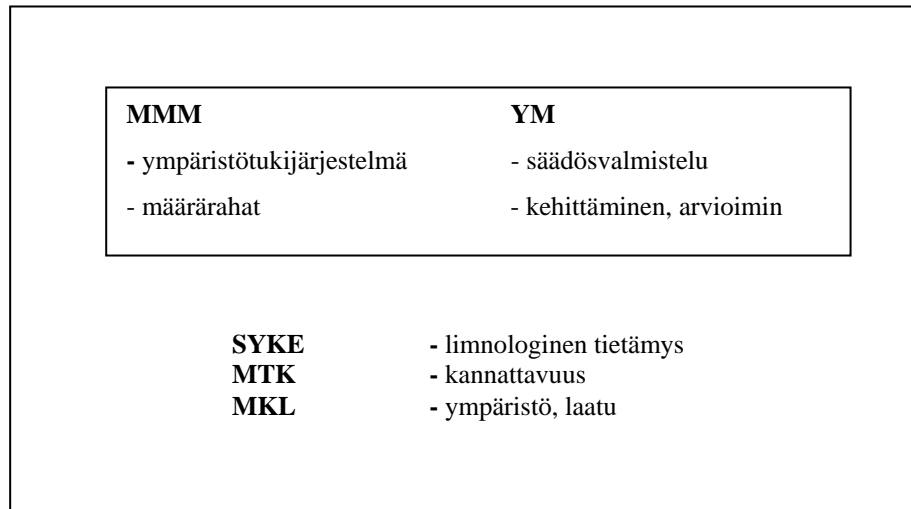 MMM YM
- ympäristötukijärjestelmä - säädösvalmistelu
- määrärahat - kehittäminen, arvioimin
SYKE - limnologinen tietämys
MTK - kannattavuus
MKL - ympäristö, laatu